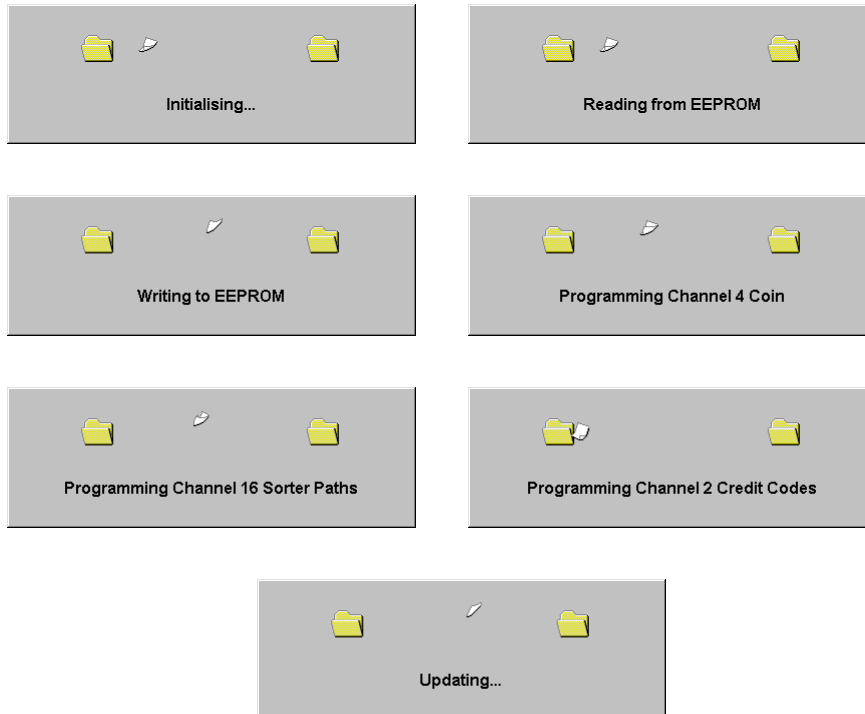 Initialising...
Reading from EEPROM
Writing to EEPROM
Programming Channel 4 Coin
Programming Channel 16 Sorter Paths
Programming Channel 2 Credit Codes
Updating...